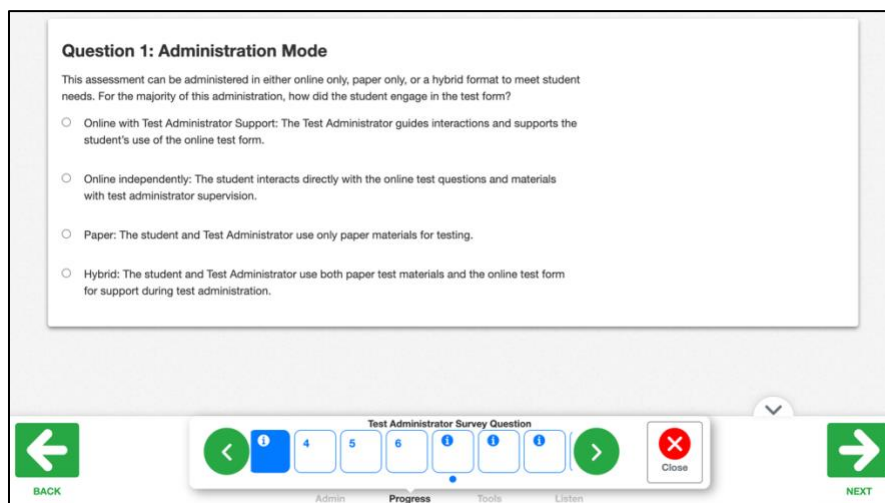 Question 1: Administration Mode
This assessment can be administered in either online only, paper only, or a hybrid format to meet student
needs. For the majority of this administration, how did the student engage in the test form?
Online with Test Administrator Support: The Test Administrator guides interactions and supports the
student's use of the online test form.
Online independently: The student interacts directly with the online test questions and materials
with test administrator supervision.
Paper: The student and Test Administrator use only paper materials for testing.
Hybrid: The student and Test Administrator use both paper test materials and the online test form
for support during test administration.
Test Administrator Survey Question
i 4 5 6 i i i
Close
BACK
NEXT
Admin Progress Tools Listen